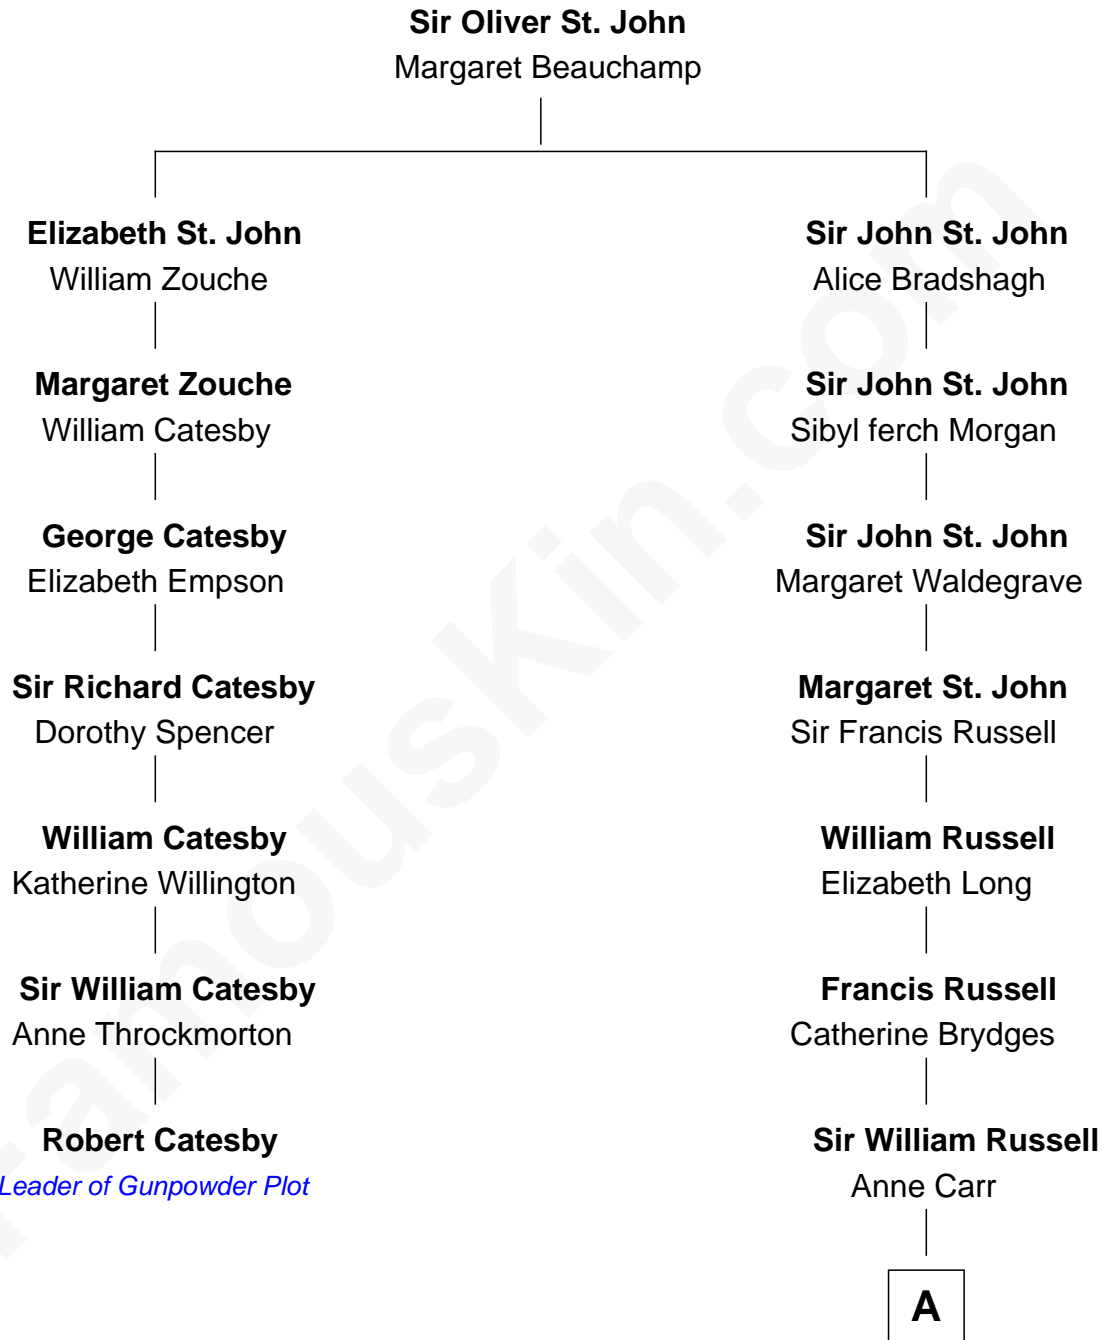 Sir Oliver St. John
Margaret Beauchamp
Elizabeth St. John
William Zouche
Margaret Zouche
William Catesby
George Catesby
Elizabeth Empson
Sir Richard Catesby
Dorothy Spencer
William Catesby
Katherine Willington
Sir William Catesby
Anne Throckmorton
Robert Catesby
Leader of Gunpowder Plot
Sir John St. John
Alice Bradshagh
Sir John St. John
Sibyl ferch Morgan
Sir John St. John
Margaret Waldegrave
Margaret St. John
Sir Francis Russell
William Russell
Elizabeth Long
Francis Russell
Catherine Brydges
Sir William Russell
Anne Carr
A
FamousKin.com